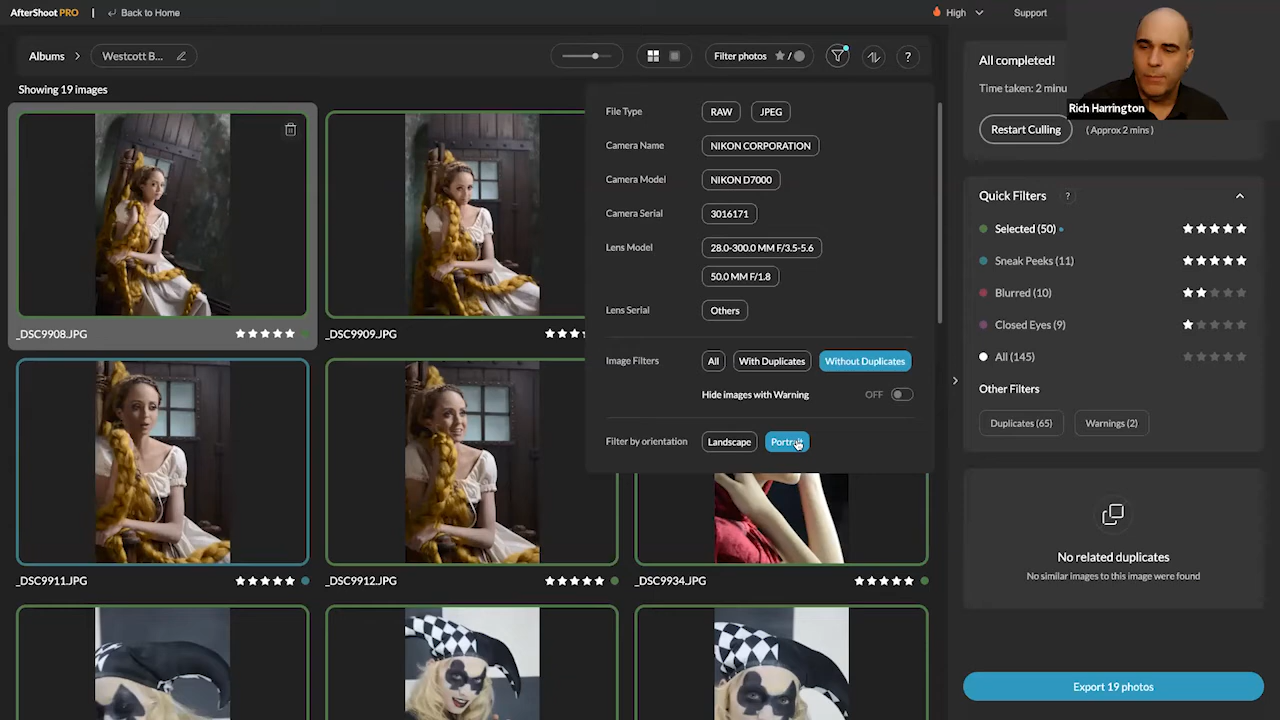 AfterShoot PRO | Back to Home
High
Support
Albums > Westcott B...
Filter photos /
?
Showing 19 images
_DSC9908.JPG
_DSC9909.JPG
_DSC9911.JPG
_DSC9912.JPG
_DSC9934.JPG
File Type RAW JPEG
Camera Name NIKON CORPORATION
Camera Model NIKON D7000
Camera Serial 3016171
Lens Model 28.0-300.0 MM F/3.5-5.6
50.0 MM F/1.8
Lens Serial Others
Image Filters All With Duplicates Without Duplicates
Hide images with Warning OFF
Filter by orientation Landscape Portrait
All completed!
Time taken: 2 minu
Rich Harrington
Restart Culling (Approx 2 mins)
Quick Filters ?
Selected (50)
Sneak Peeks (11)
Blurred (10)
Closed Eyes (9)
All (145)
Other Filters
Duplicates (65) Warnings (2)
No related duplicates
No similar images to this image were found
Export 19 photos